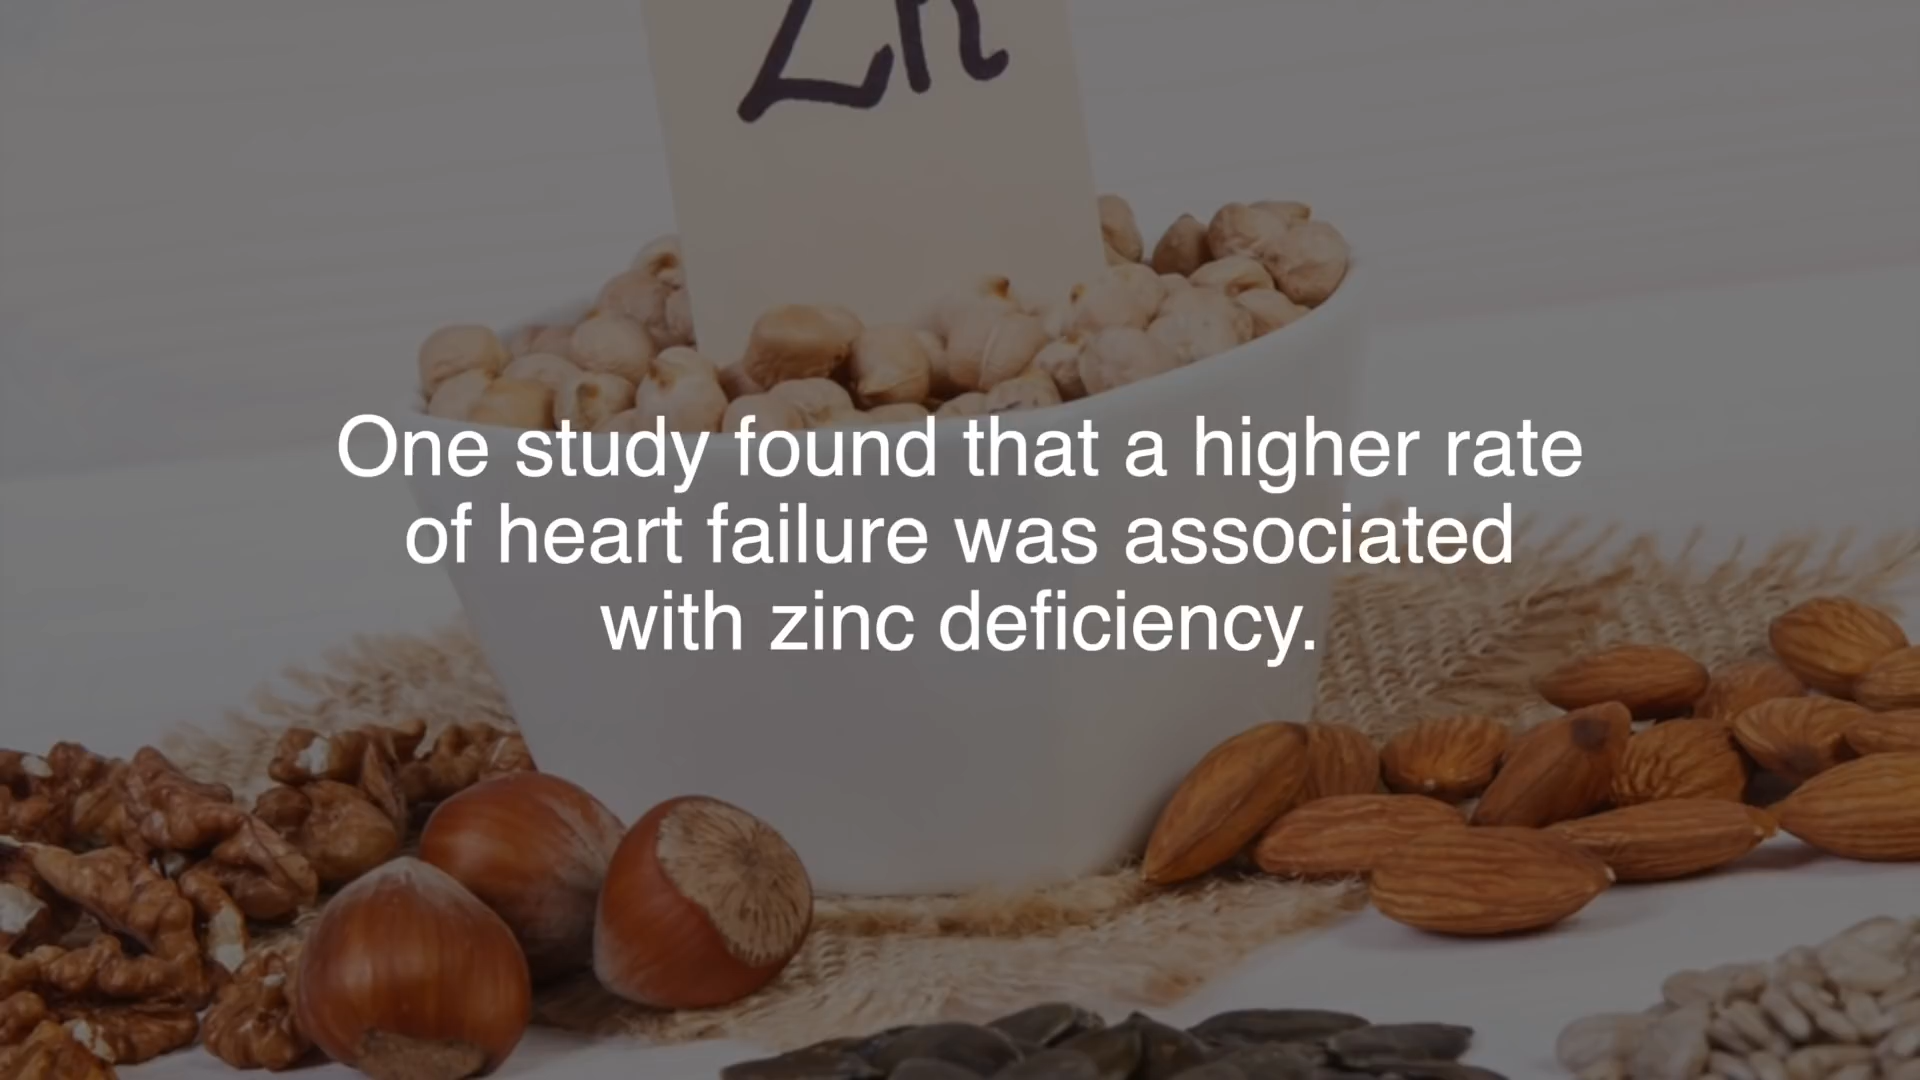 Zn
One study found that a higher rate
of heart failure was associated
with zinc deficiency.